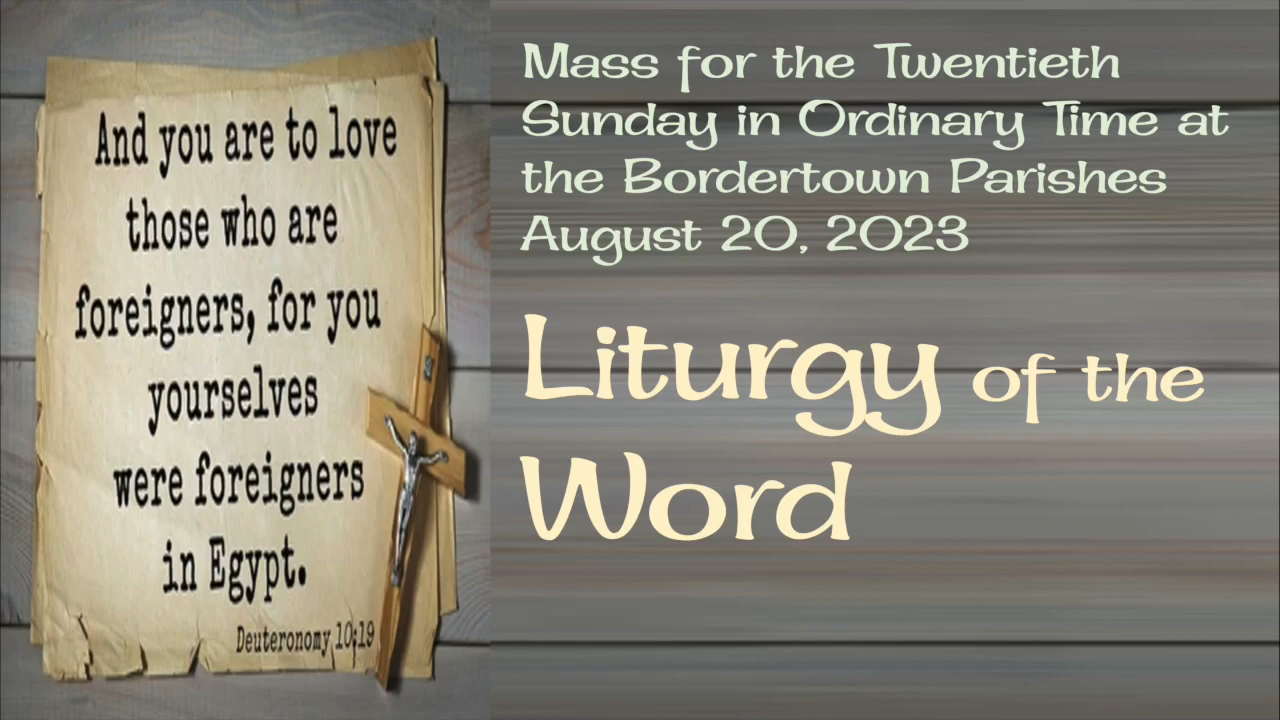 And you are to love
those who are
foreigners, for you
yourselves
were foreigners
in Egypt.
Deuteronomy 10:19
Mass for the Twentieth
Sunday in Ordinary Time at
the Bordertown Parishes
August 20, 2023
Liturgy of the
Word